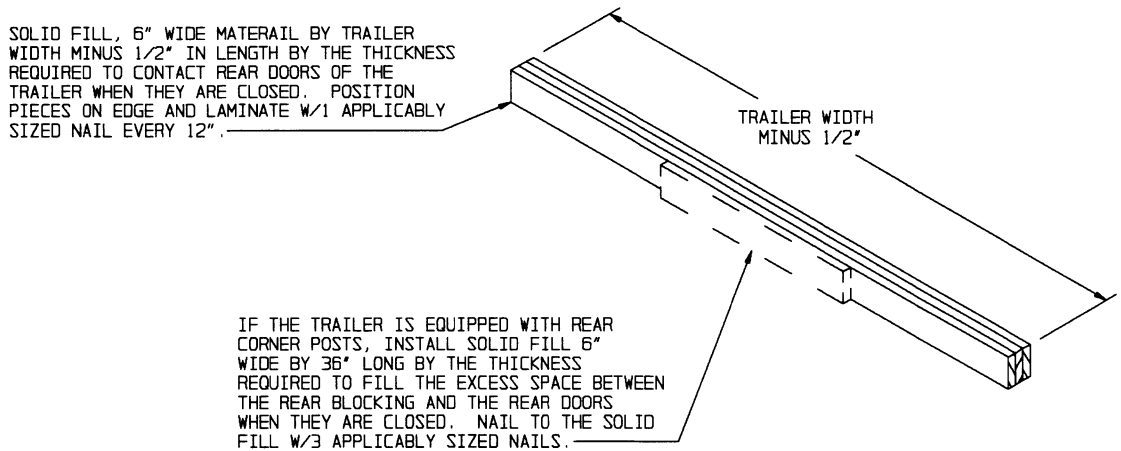 SOLID FILL, 6" WIDE MATERAIL BY TRAILER
WIDTH MINUS 1/2" IN LENGTH BY THE THICKNESS
REQUIRED TO CONTACT REAR DOORS OF THE
TRAILER WHEN THEY ARE CLOSED. POSITION
PIECES ON EDGE AND LAMINATE W/1 APPLICABLY
SIZED NAIL EVERY 12".
TRAILER WIDTH
MINUS 1/2"
IF THE TRAILER IS EQUIPPED WITH REAR
CORNER POSTS, INSTALL SOLID FILL 6"
WIDE BY 36" LONG BY THE THICKNESS
REQUIRED TO FILL THE EXCESS SPACE BETWEEN
THE REAR BLOCKING AND THE REAR DOORS
WHEN THEY ARE CLOSED. NAIL TO THE SOLID
FILL W/3 APPLICABLY SIZED NAILS.